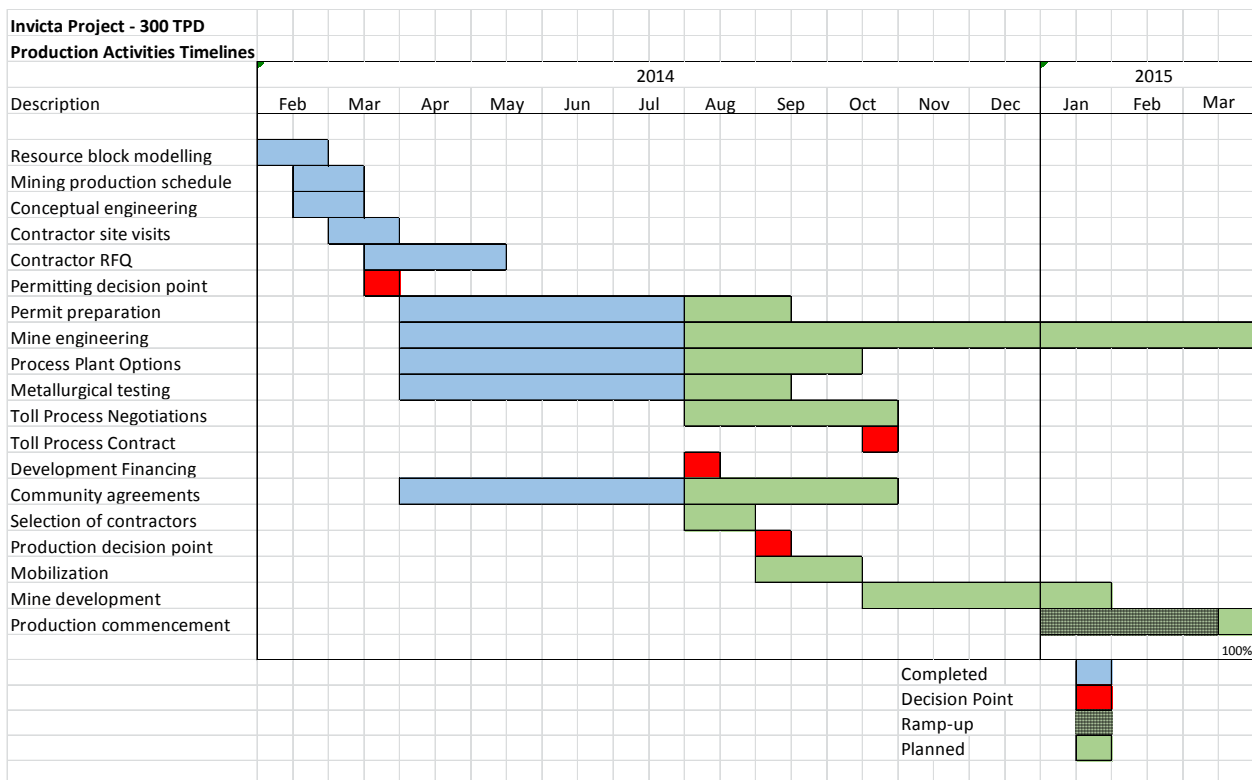 Invicta Project - 300 TPD
Production Activities Timelines
2014 2015
Description Feb Mar Apr May Jun Jul Aug Sep Oct Nov Dec Jan Feb Mar
Resource block modelling
Mining production schedule
Conceptual engineering
Contractor site visits
Contractor RFQ
Permitting decision point
Permit preparation
Mine engineering
Process Plant Options
Metallurgical testing
Toll Process Negotiations
Toll Process Contract
Development Financing
Community agreements
Selection of contractors
Production decision point
Mobilization
Mine development
Production commencement
100%
Completed
Decision Point
Ramp-up
Planned